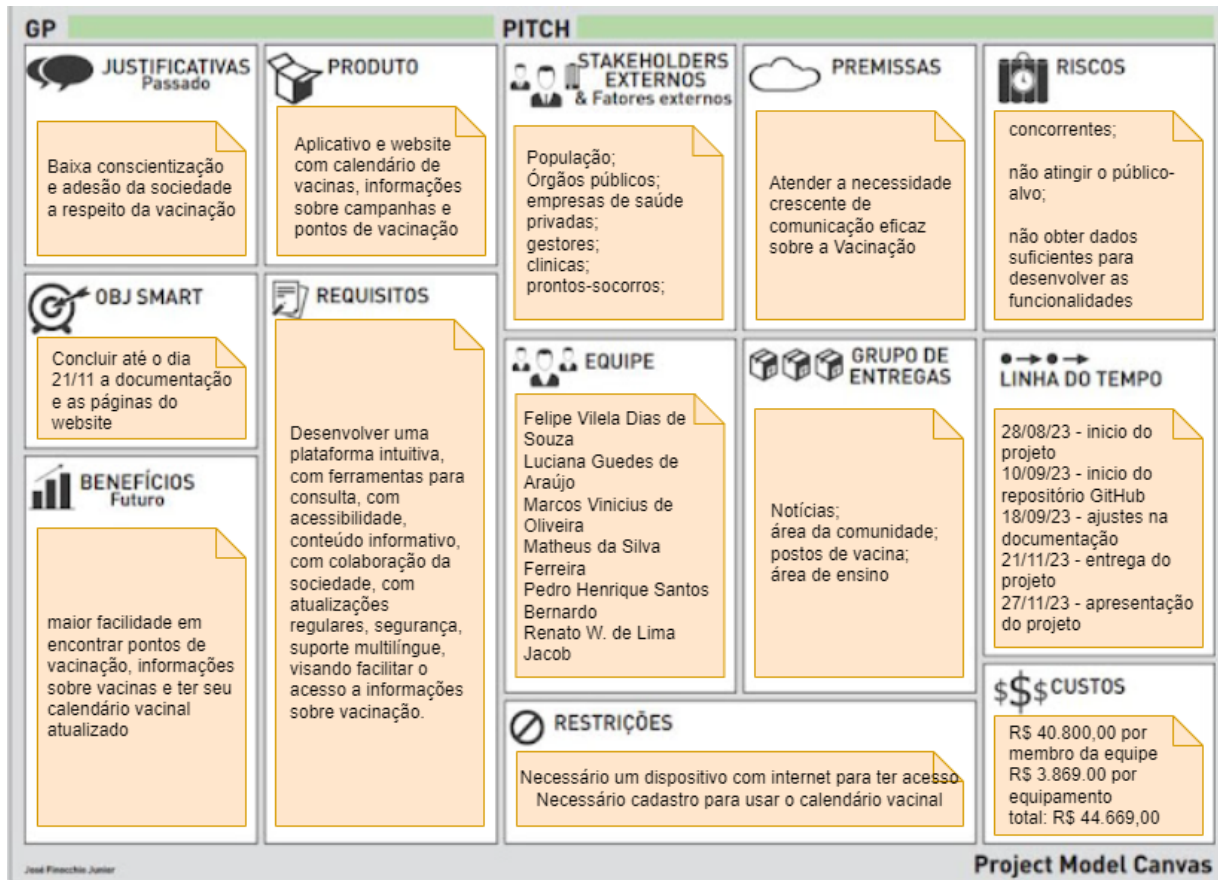 GP
PITCH
JUSTIFICATIVAS
Passado
Baixa conscientização
e adesão da sociedade
a respeito da vacinação
PRODUTO
Aplicativo e website
com calendário de
vacinas, informações
sobre campanhas e
pontos de vacinação
STAKEHOLDERS
EXTERNOS
& Fatores externos
População;
Órgãos públicos;
empresas de saúde
privadas;
gestores;
clinicas;
prontos-socorros;
PREMISSAS
Atender a necessidade
crescente de
comunicação eficaz
sobre a Vacinação
RISCOS
concorrentes;
não atingir o público-
alvo;
não obter dados
suficientes para
desenvolver as
funcionalidades
OBJ SMART
Concluir até o dia
21/11 a documentação
e as páginas do
website
REQUISITOS
Desenvolver uma
plataforma intuitiva,
com ferramentas para
consulta, com
acessibilidade,
conteúdo informativo,
com colaboração da
sociedade, com
atualizações
regulares, segurança,
suporte multilíngue,
visando facilitar o
acesso a informações
sobre vacinação.
EQUIPE
Felipe Vilela Dias de
Souza
Luciana Guedes de
Araújo
Marcos Vinicius de
Oliveira
Matheus da Silva
Ferreira
Pedro Henrique Santos
Bernardo
Renato W. de Lima
Jacob
GRUPO DE
ENTREGAS
Notícias;
área da comunidade;
postos de vacina;
área de ensino
LINHA DO TEMPO
28/08/23 - inicio do
projeto
10/09/23 - inicio do
repositório GitHub
18/09/23 - ajustes na
documentação
21/11/23 - entrega do
projeto
27/11/23 - apresentação
do projeto
BENEFÍCIOS
Futuro
maior facilidade em
encontrar pontos de
vacinação, informações
sobre vacinas e ter seu
calendário vacinal
atualizado
RESTRIÇÕES
Necessário um dispositivo com internet para ter acesso
Necessário cadastro para usar o calendário vacinal
$$$ CUSTOS
R$ 40.800,00 por
membro da equipe
R$ 3.869.00 por
equipamento
total: R$ 44.669,00
José Finocchio Junior
Project Model Canvas